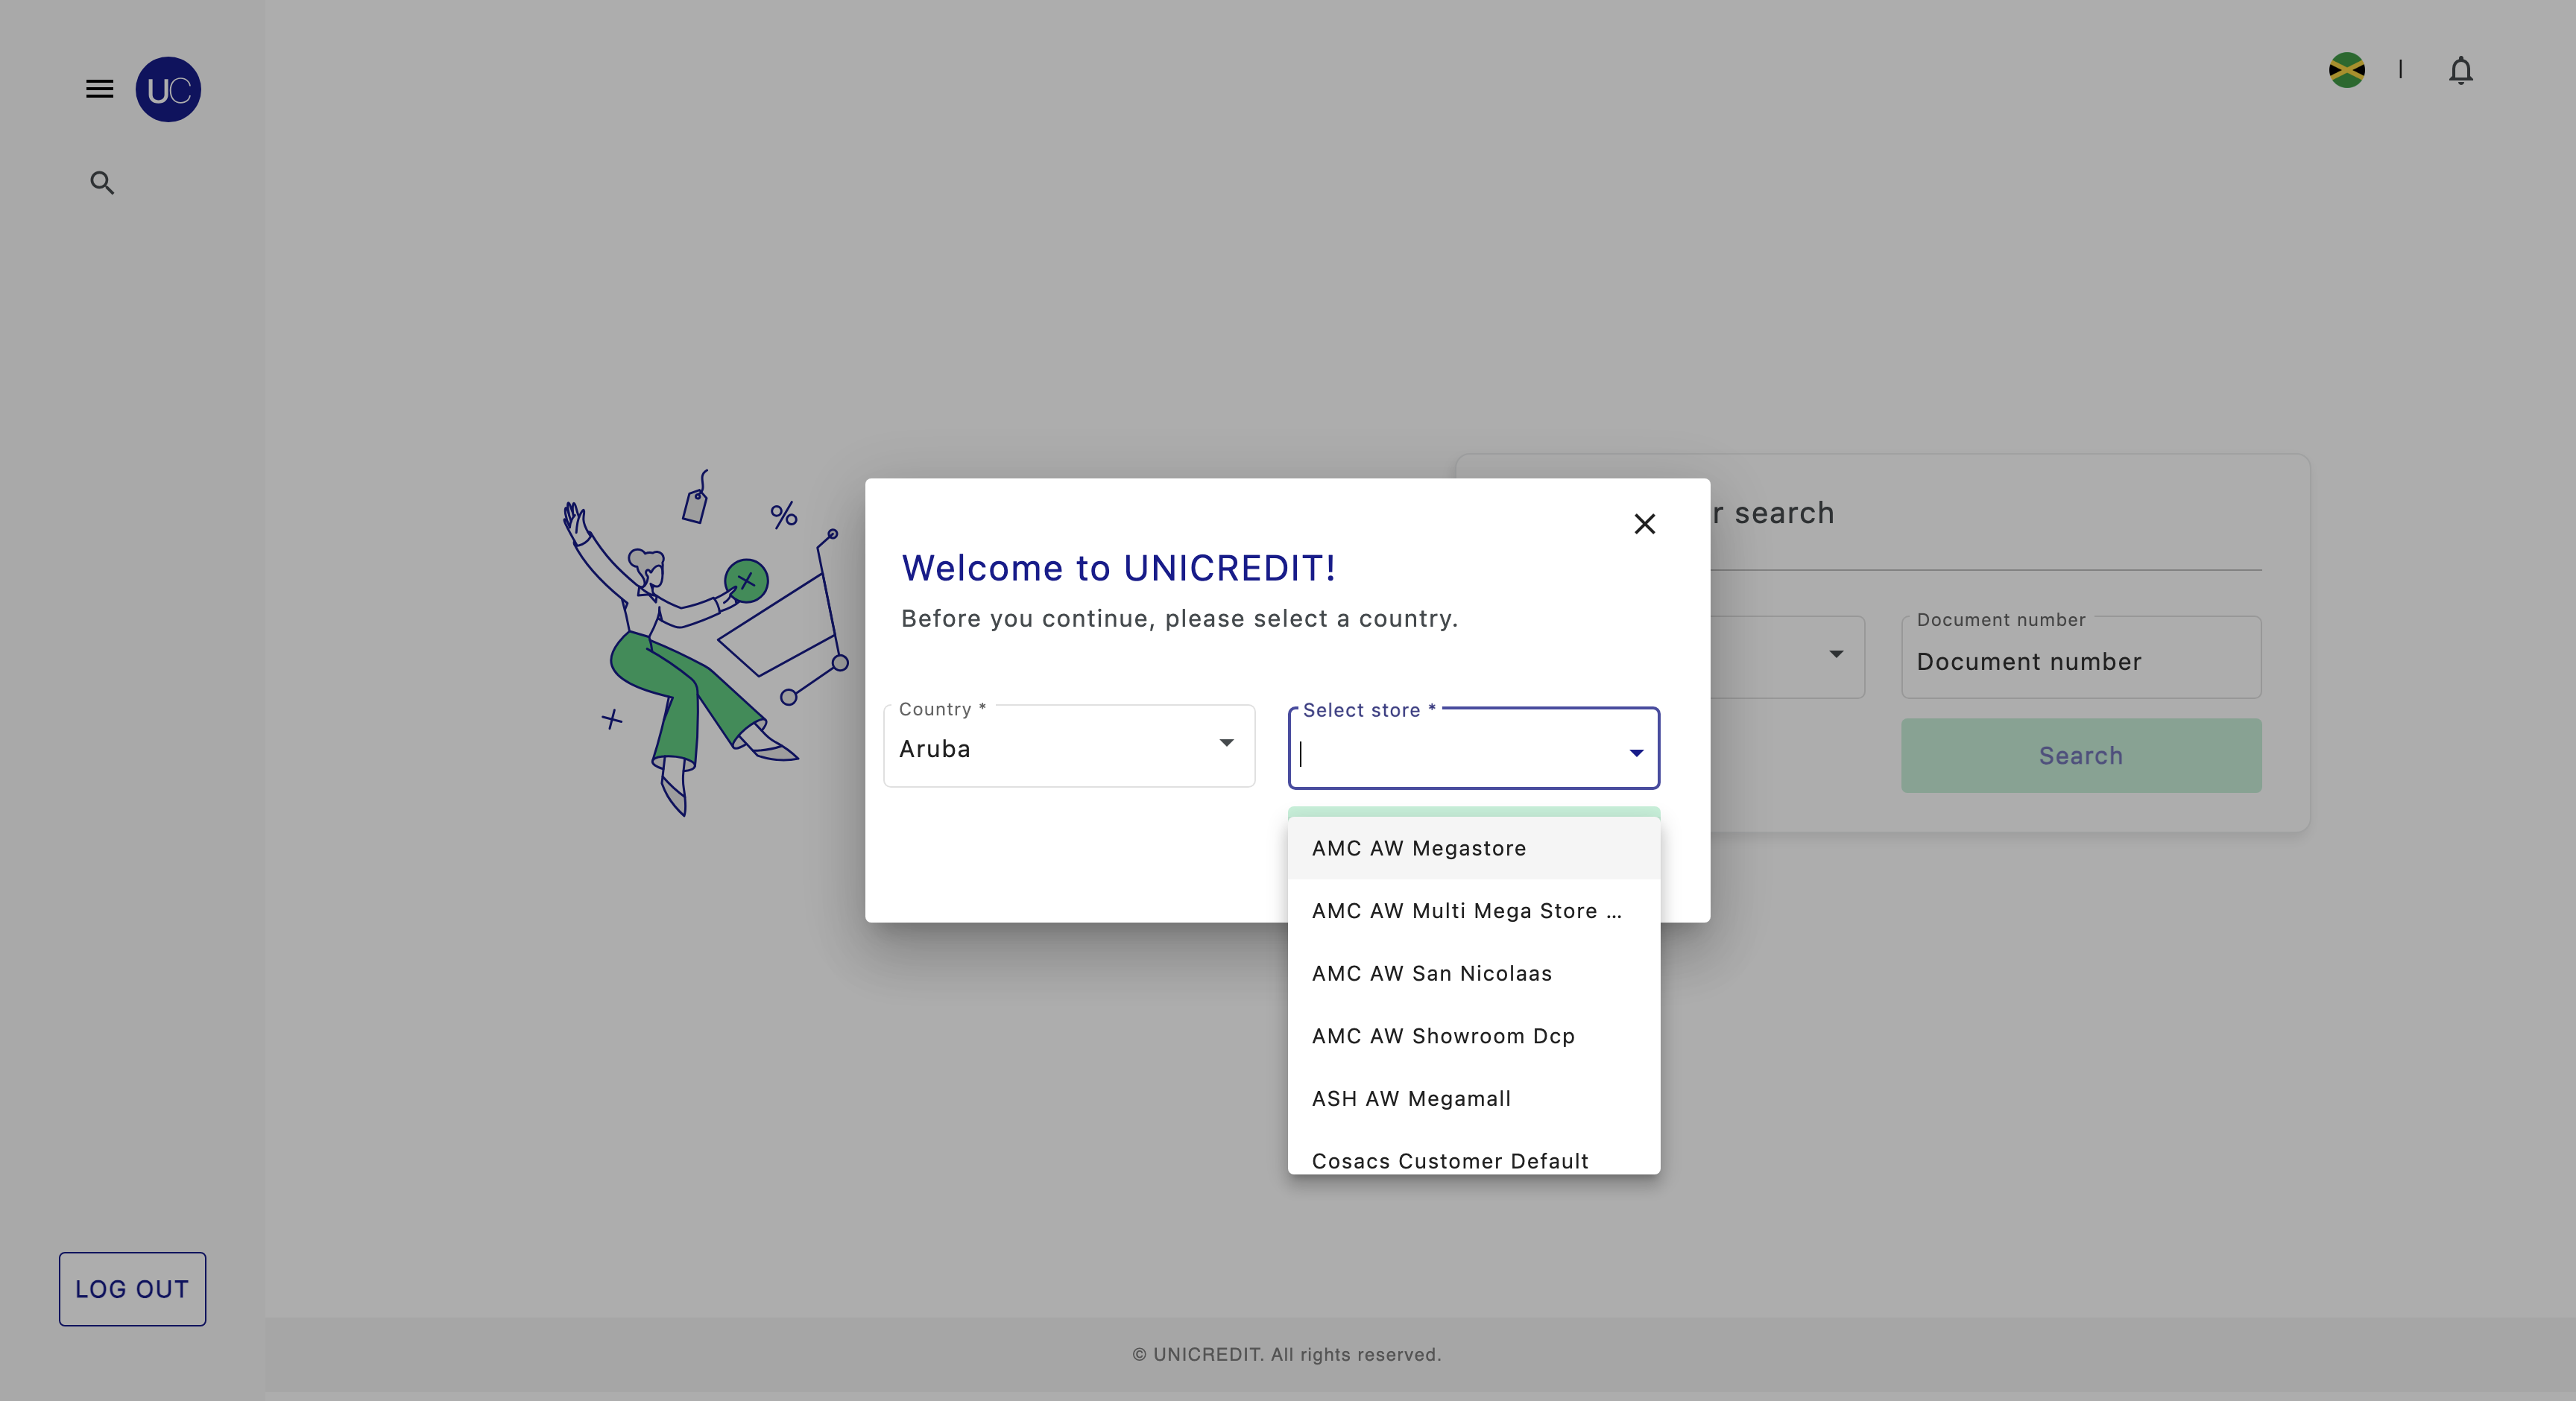 UC
r search
Welcome to UNICREDIT!
Before you continue, please select a country.
Country *
Aruba
Select store *
Document number
Document number
Search
AMC AW Megastore
AMC AW Multi Mega Store ...
AMC AW San Nicolaas
AMC AW Showroom Dcp
ASH AW Megamall
Cosacs Customer Default
LOG OUT
© UNICREDIT. All rights reserved.